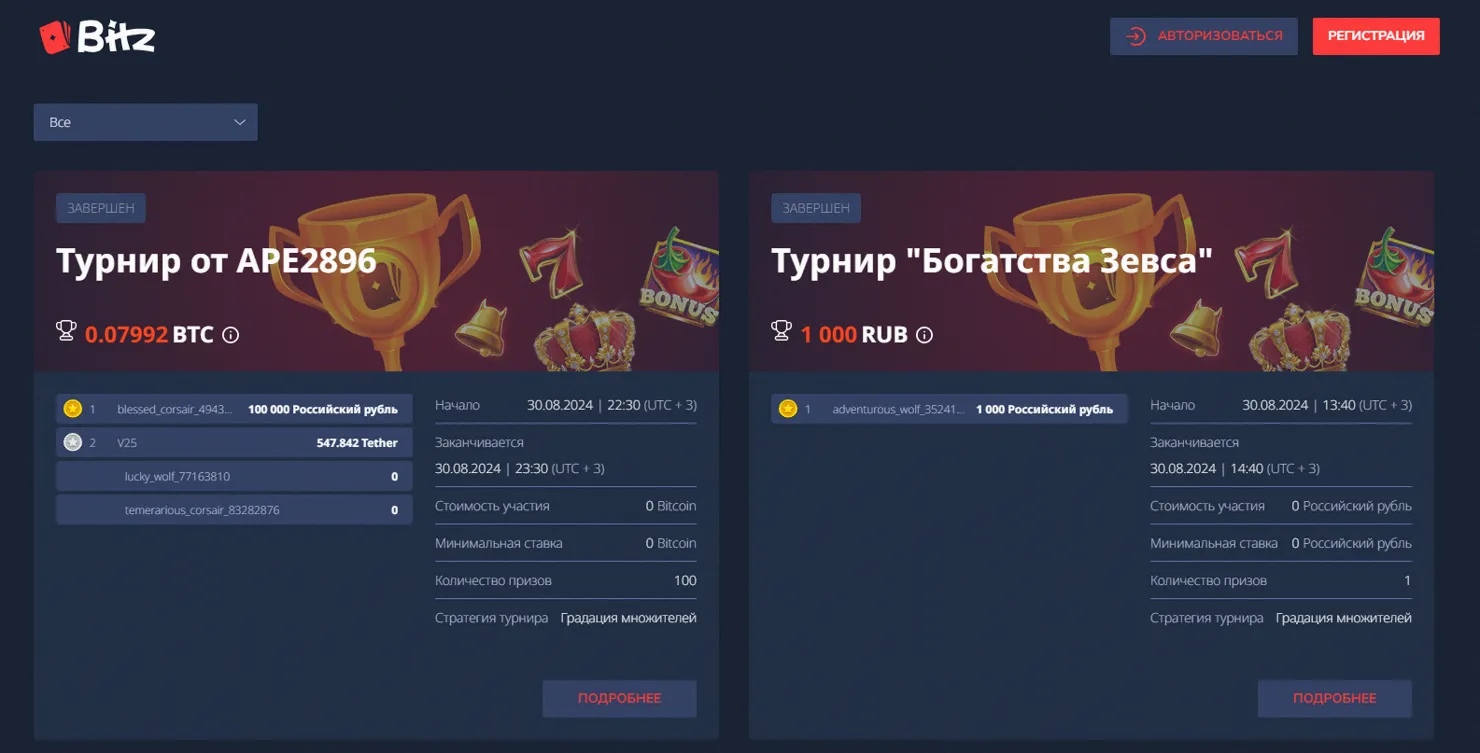 Bitz
АВТОРИЗОВАТЬСЯ
РЕГИСТРАЦИЯ
Все
ЗАВЕРШЕН
Турнир от APE2896
0.07992 BTC
BONUS
1 blessed_corsair_4943... 100 000 Российский рубль
2 V25 547.842 Tether
lucky_wolf_77163810 0
temerarious_corsair_83282876 0
Начало 30.08.2024 | 22:30 (UTC + 3)
Заканчивается
30.08.2024 | 23:30 (UTC + 3)
Стоимость участия 0 Bitcoin
Минимальная ставка 0 Bitcoin
Количество призов 100
Стратегия турнира Градация множителей
ПОДРОБНЕЕ
ЗАВЕРШЕН
Турнир "Богатства Зевса"
1 000 RUB
BONUS
1 adventurous_wolf_35241... 1 000 Российский рубль
Начало 30.08.2024 | 13:40 (UTC + 3)
Заканчивается
30.08.2024 | 14:40 (UTC + 3)
Стоимость участия 0 Российский рубль
Минимальная ставка 0 Российский рубль
Количество призов 1
Стратегия турнира Градация множителей
ПОДРОБНЕЕ